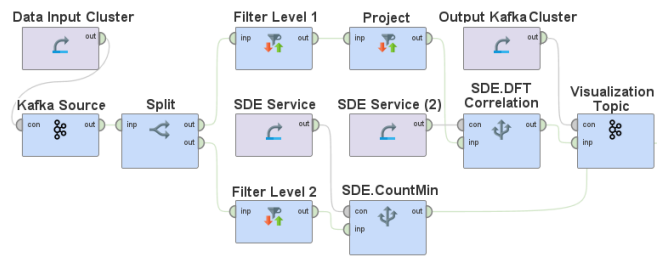 Data Input Cluster
out
Filter Level 1
inp out
Project
inp out
Output Kafka Cluster
out
Kafka Source
con out
Split
inp out
out
SDE Service
out
SDE Service (2)
out
SDE.DFT
Correlation
con out
inp
Visualization
Topic
con out
inp
Filter Level 2
inp out
SDE.CountMin
con out
inp